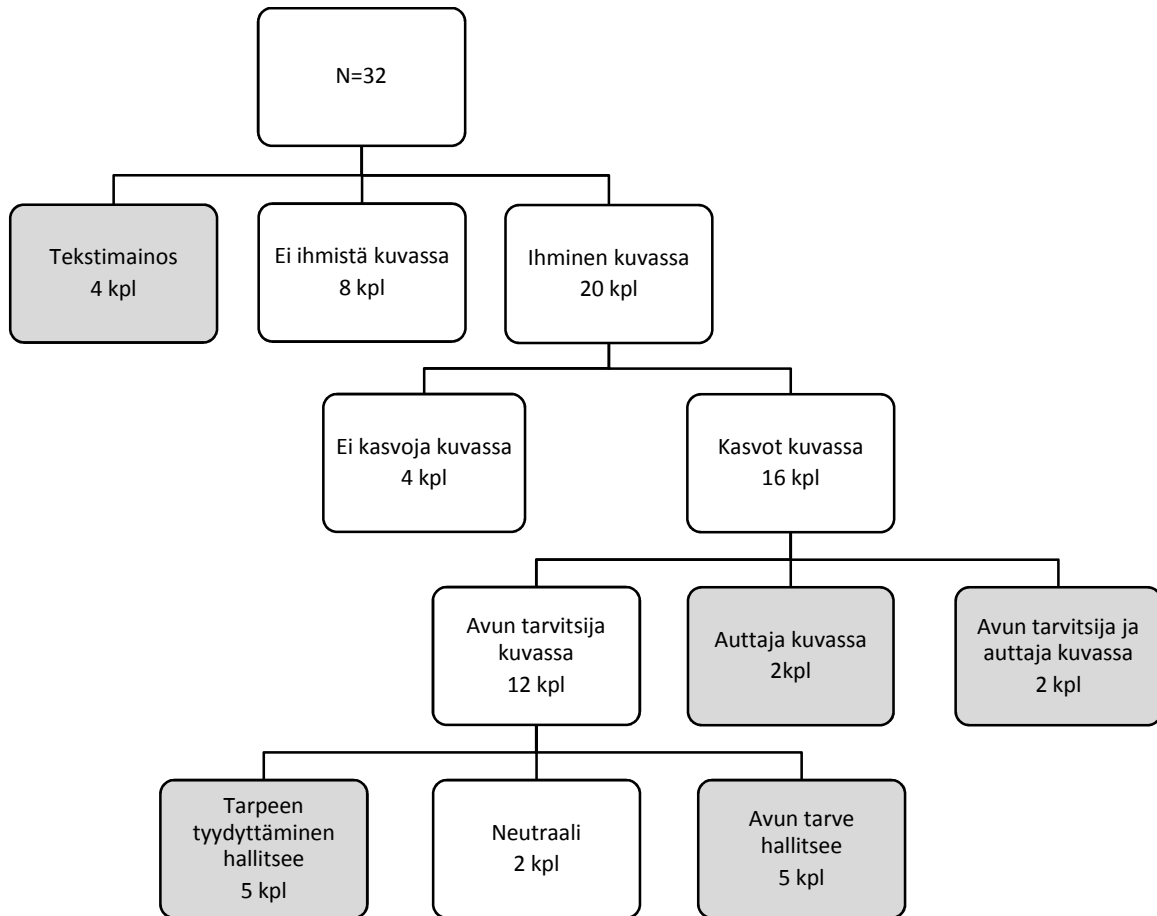 N=32
Tekstimainos
4 kpl
Ei ihmistä kuvassa
8 kpl
Ihminen kuvassa
20 kpl
Ei kasvoja kuvassa
4 kpl
Kasvot kuvassa
16 kpl
Avun tarvitsija
kuvassa
12 kpl
Auttaja kuvassa
2kpl
Avun tarvitsija ja
auttaja kuvassa
2 kpl
Tarpeen
tyydyttäminen
hallitsee
5 kpl
Neutraali
2 kpl
Avun tarve
hallitsee
5 kpl